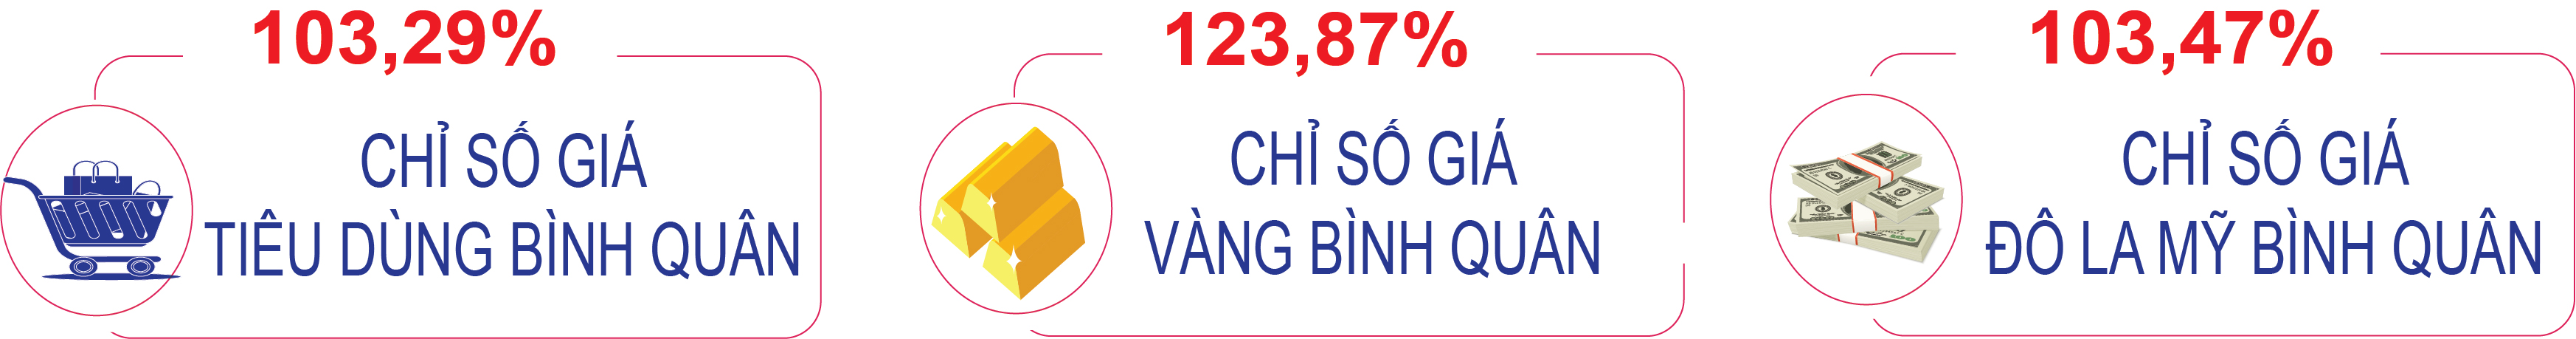 103,29%
CHỈ SỐ GIÁ
TIÊU DÙNG BÌNH QUÂN
123,87%
CHỈ SỐ GIÁ
VÀNG BÌNH QUÂN
103,47%
CHỈ SỐ GIÁ
ĐÔ LA MỸ BÌNH QUÂN